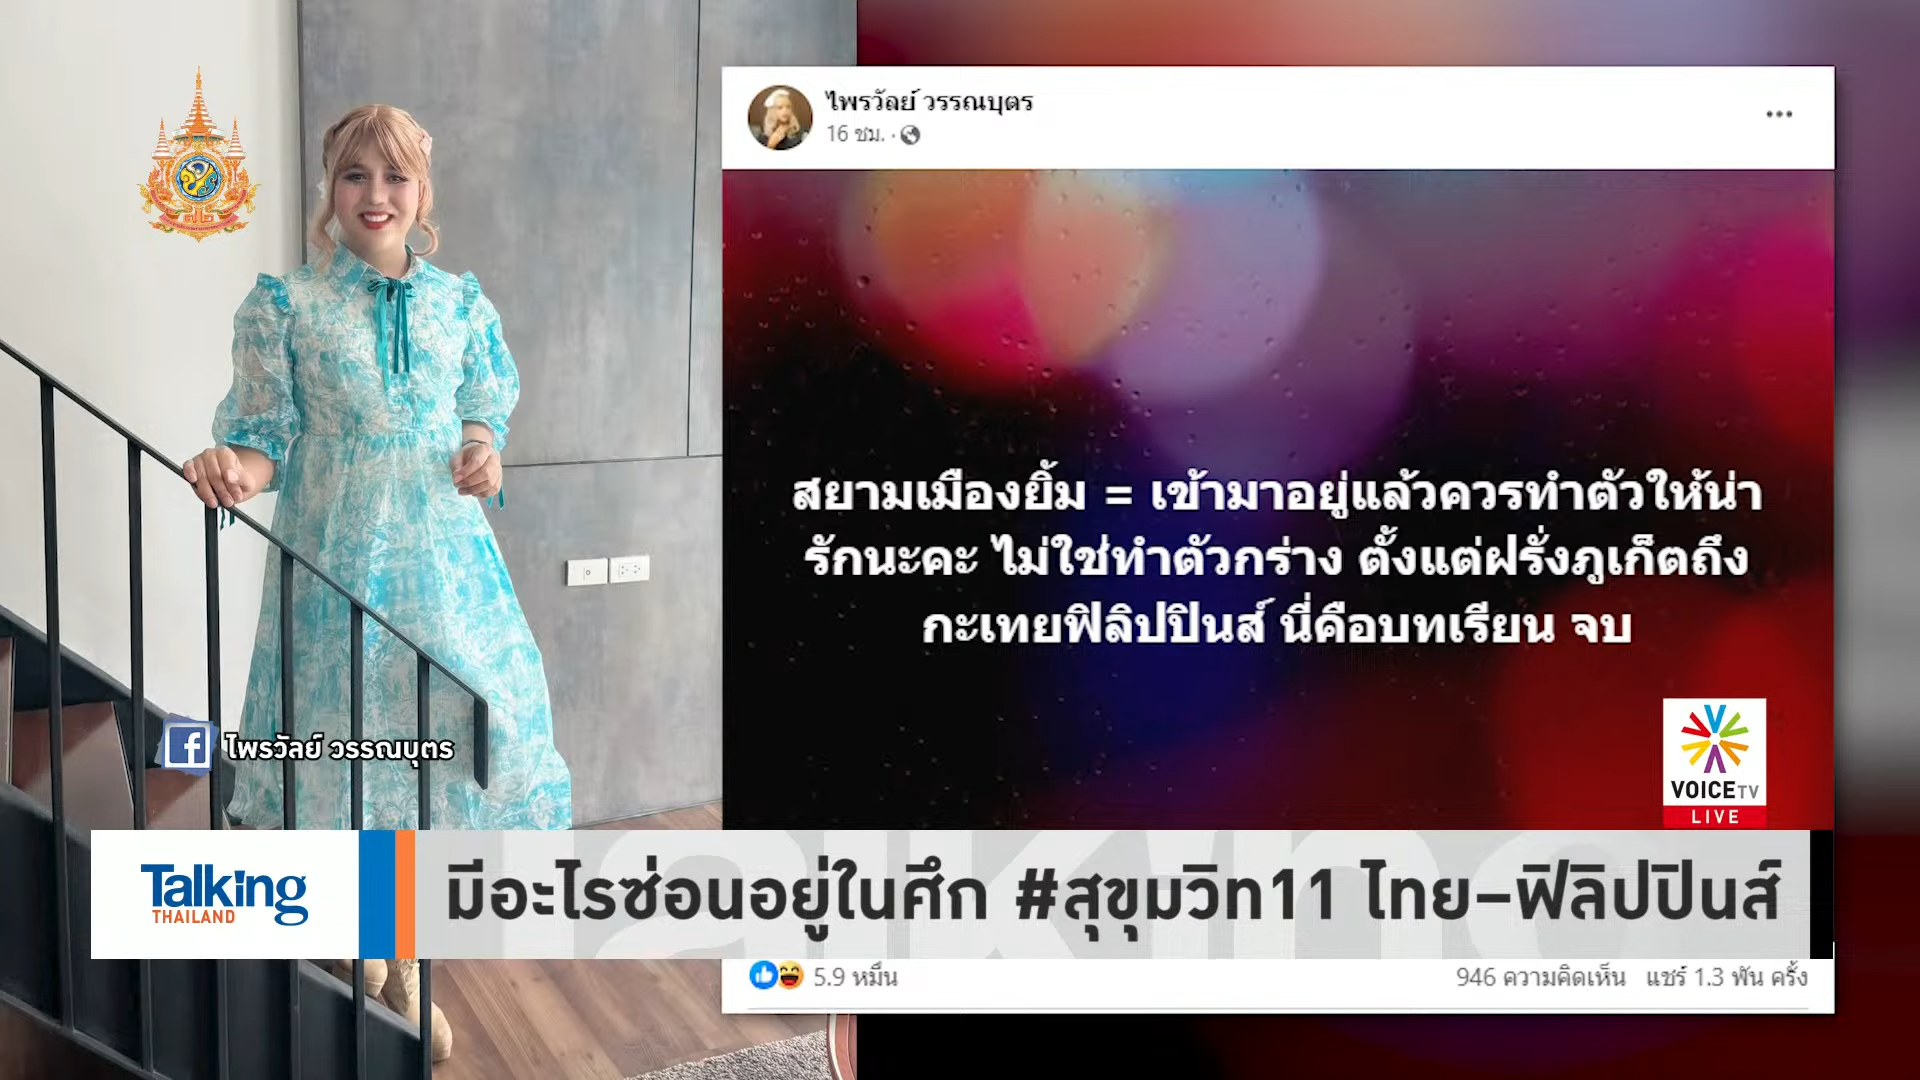 ไพรวัลย์ วรรณบุตร
16 ชม.
สยามเมืองยิ้ม = เข้ามาอยู่แล้วควรทำตัวให้น่า
รักนะคะ ไม่ใช่ทำตัวกร่าง ตั้งแต่ฝรั่งภูเก็ตถึง
กะเทยฟิลิปปินส์ นี่คือบทเรียน จบ
f ไพรวัลย์ วรรณบุตร
VOICETV
LIVE
Talking
THAILAND
มีอะไรซ่อนอยู่ในศึก #สุขุมวิท11 ไทย–ฟิลิปปินส์
5.9 หมื่น
946 ความคิดเห็น แชร์ 1.3 พัน ครั้ง